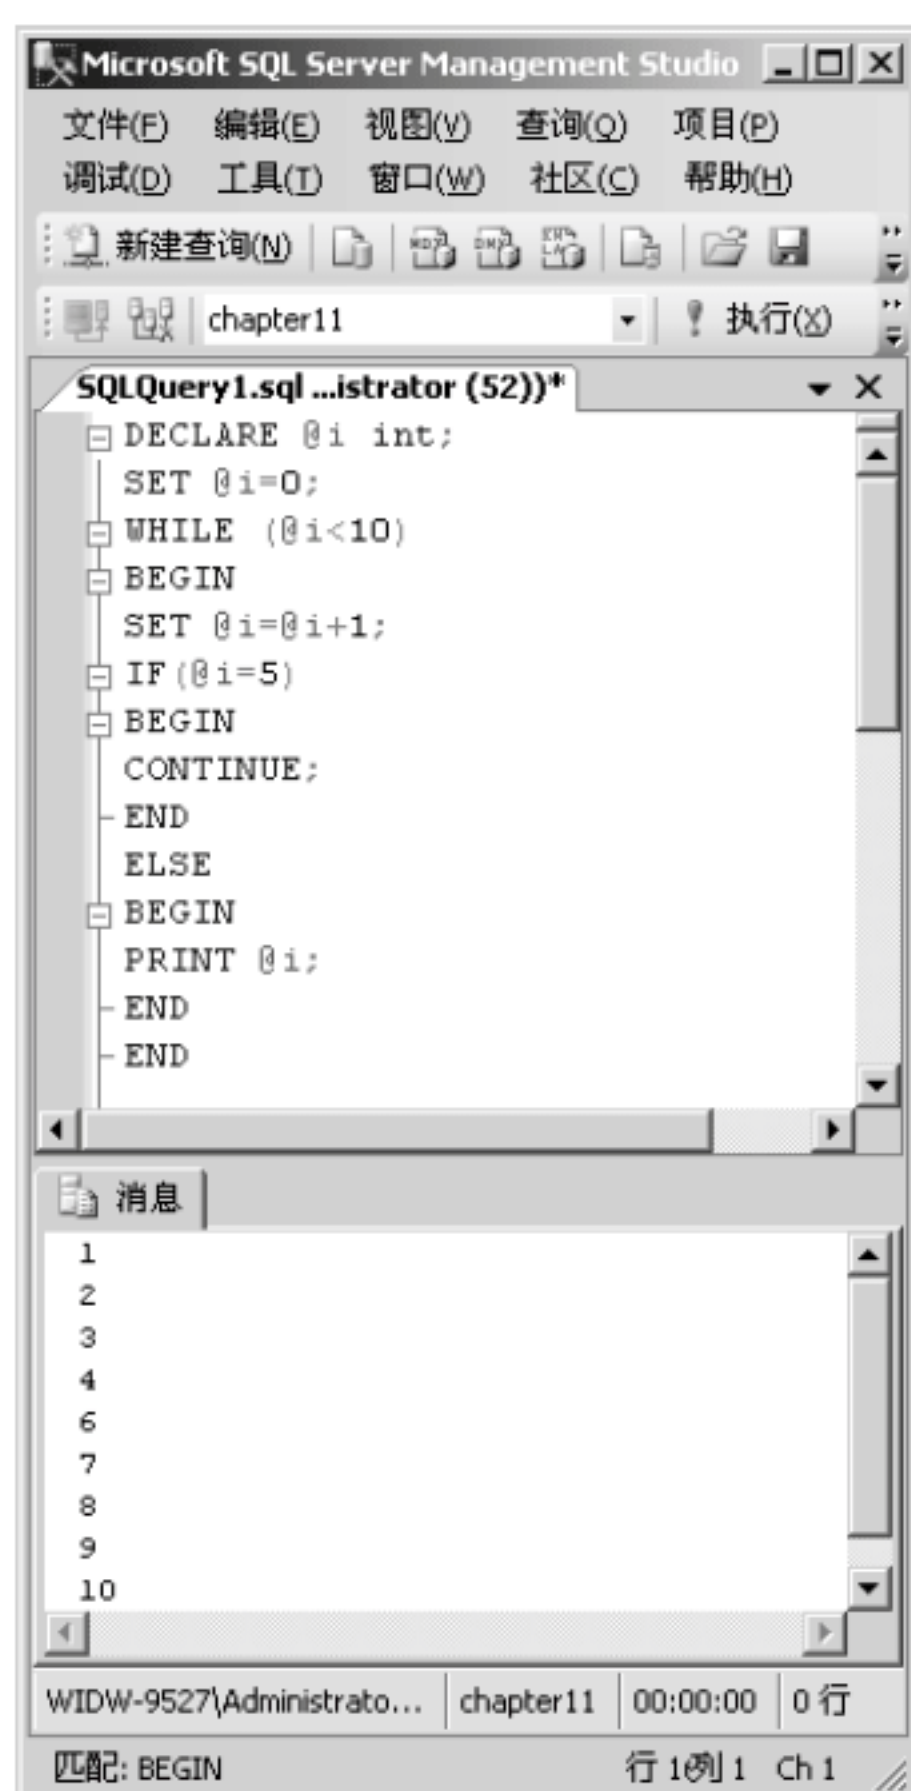 Microsoft SQL Server Management Studio
文件(F) 编辑(E) 视图(V) 查询(Q) 项目(P)
调试(D) 工具(T) 窗口(W) 社区(C) 帮助(H)
新建查询(N)
chapter11 执行(X)
SQLQuery1.sql ...istrator (52))*
DECLARE @i int;
SET @i=0;
WHILE (@i<10)
BEGIN
SET @i=@i+1;
IF(@i=5)
BEGIN
CONTINUE;
END
ELSE
BEGIN
PRINT @i;
END
END
消息
1
2
3
4
6
7
8
9
10
WIDW-9527\Administrato... chapter11 00:00:00 0 行
匹配: BEGIN 行 1 列 1 Ch 1